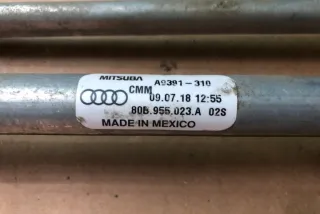 MITSUBA A9391-310
CMM
09.07.18 12:55
80B.955.023.A 02S
MADE IN MEXICO